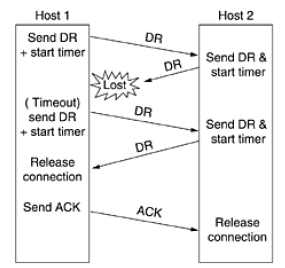 Host 1
Host 2
Send DR
+ start timer
DR
Send DR &
start timer
DR
Lost
( Timeout)
send DR
+ start timer
DR
Send DR &
start timer
DR
Release
connection
Send ACK
ACK
Release
connection